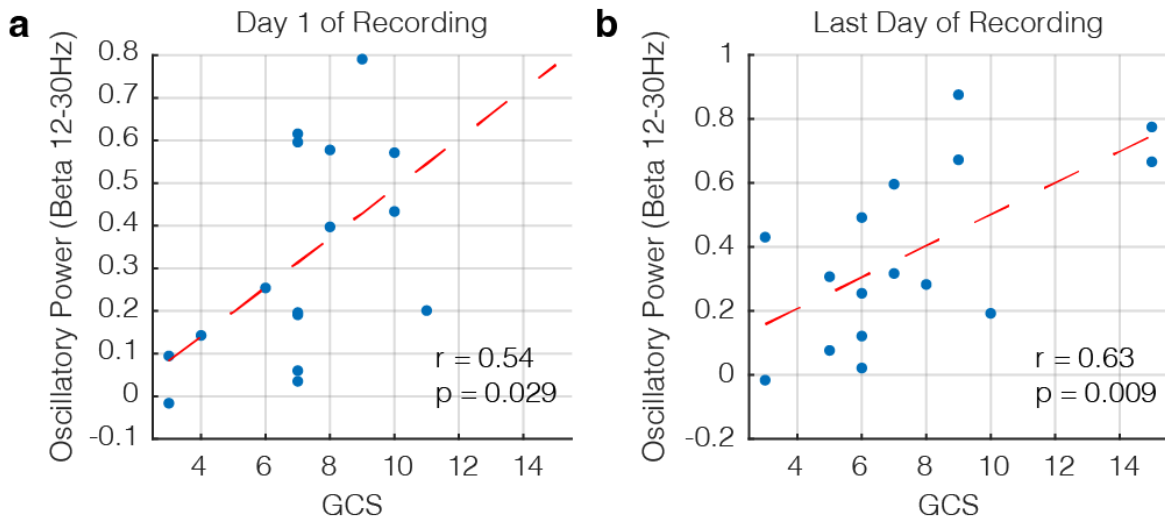 a
Day 1 of Recording
Oscillatory Power (Beta 12-30Hz)
0.8
0.7
0.6
0.5
0.4
0.3
0.2
0.1
0
-0.1
r = 0.54
p = 0.029
4 6 8 10 12 14
GCS
b
Last Day of Recording
Oscillatory Power (Beta 12-30Hz)
1
0.8
0.6
0.4
0.2
0
-0.2
r = 0.63
p = 0.009
4 6 8 10 12 14
GCS